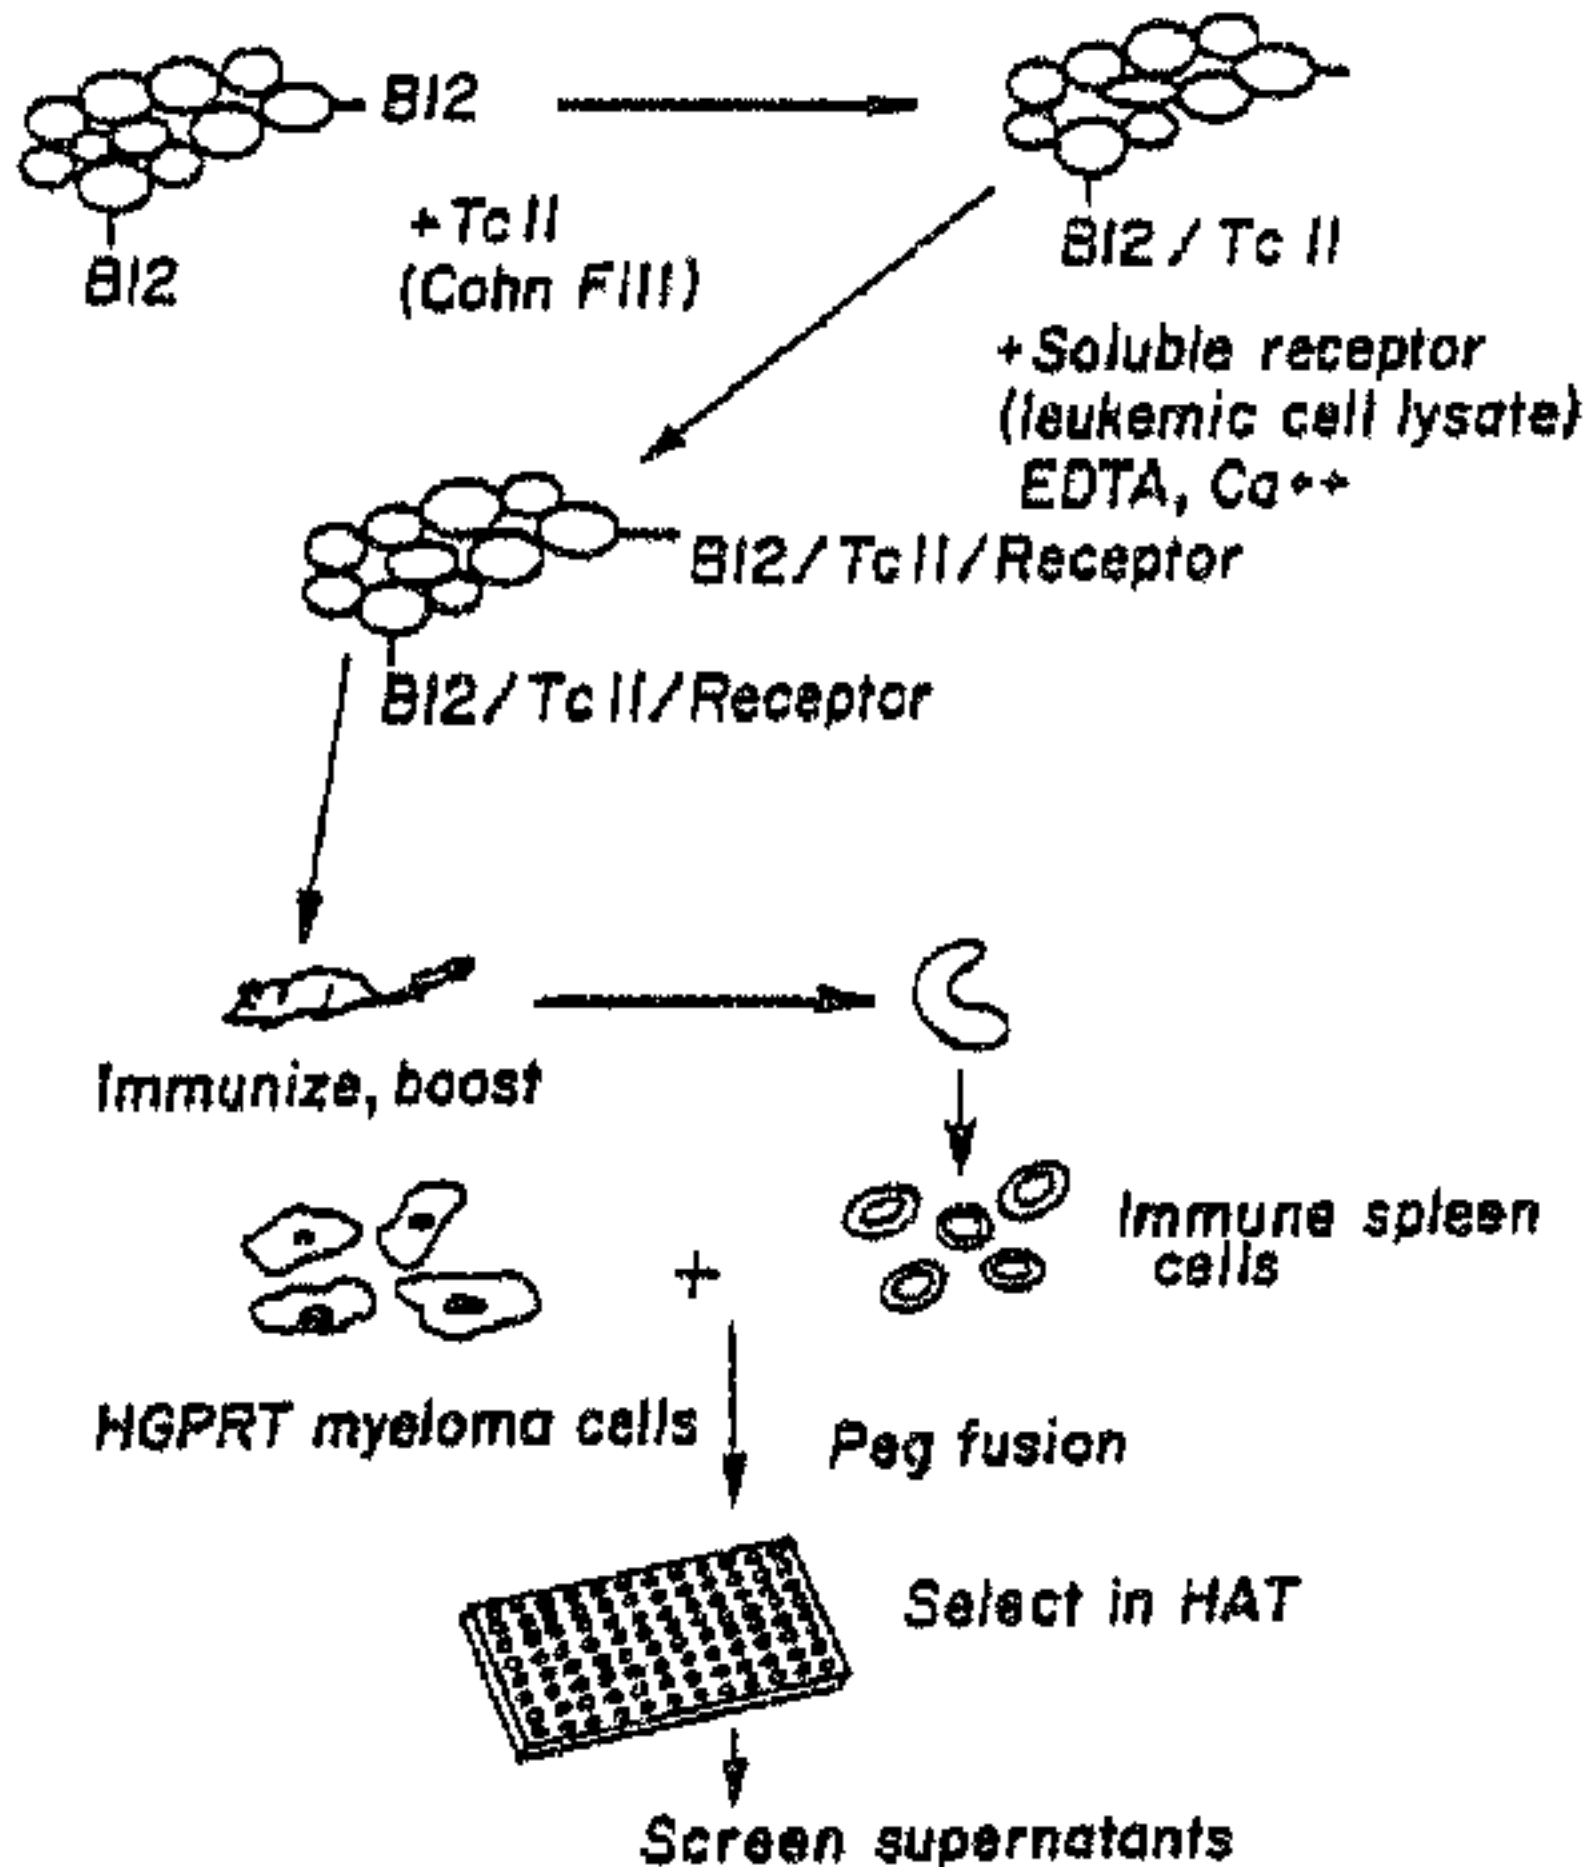 B12
B12
+ Tc II
(Cohn FIII)
B12 / Tc II
+ Soluble receptor
(leukemic cell lysate)
EDTA, Ca++
B12/Tc II/Receptor
B12/Tc II/Receptor
Immunize, boost
Immune spleen
cells
+
HGPRT myeloma cells
Peg fusion
Select in HAT
Screen supernatants